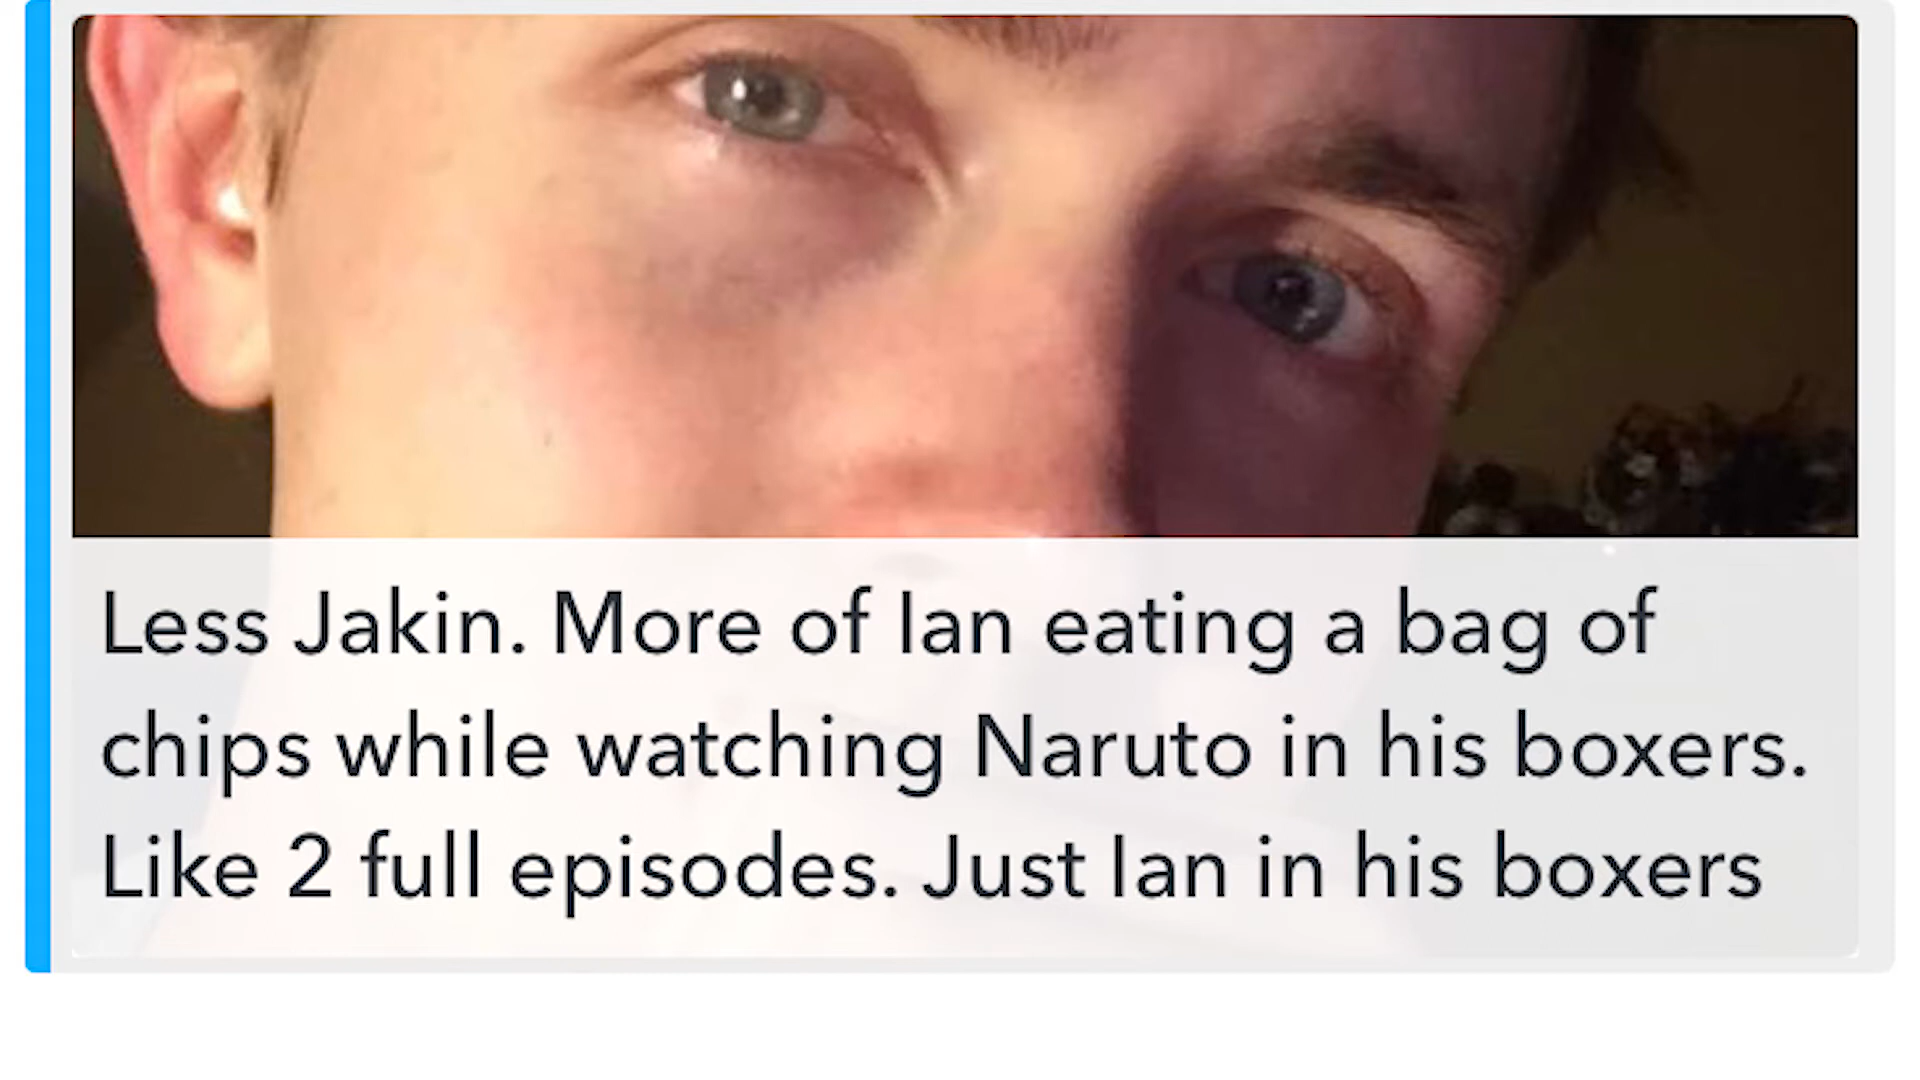 Less Jakin. More of Ian eating a bag of
chips while watching Naruto in his boxers.
Like 2 full episodes. Just Ian in his boxers